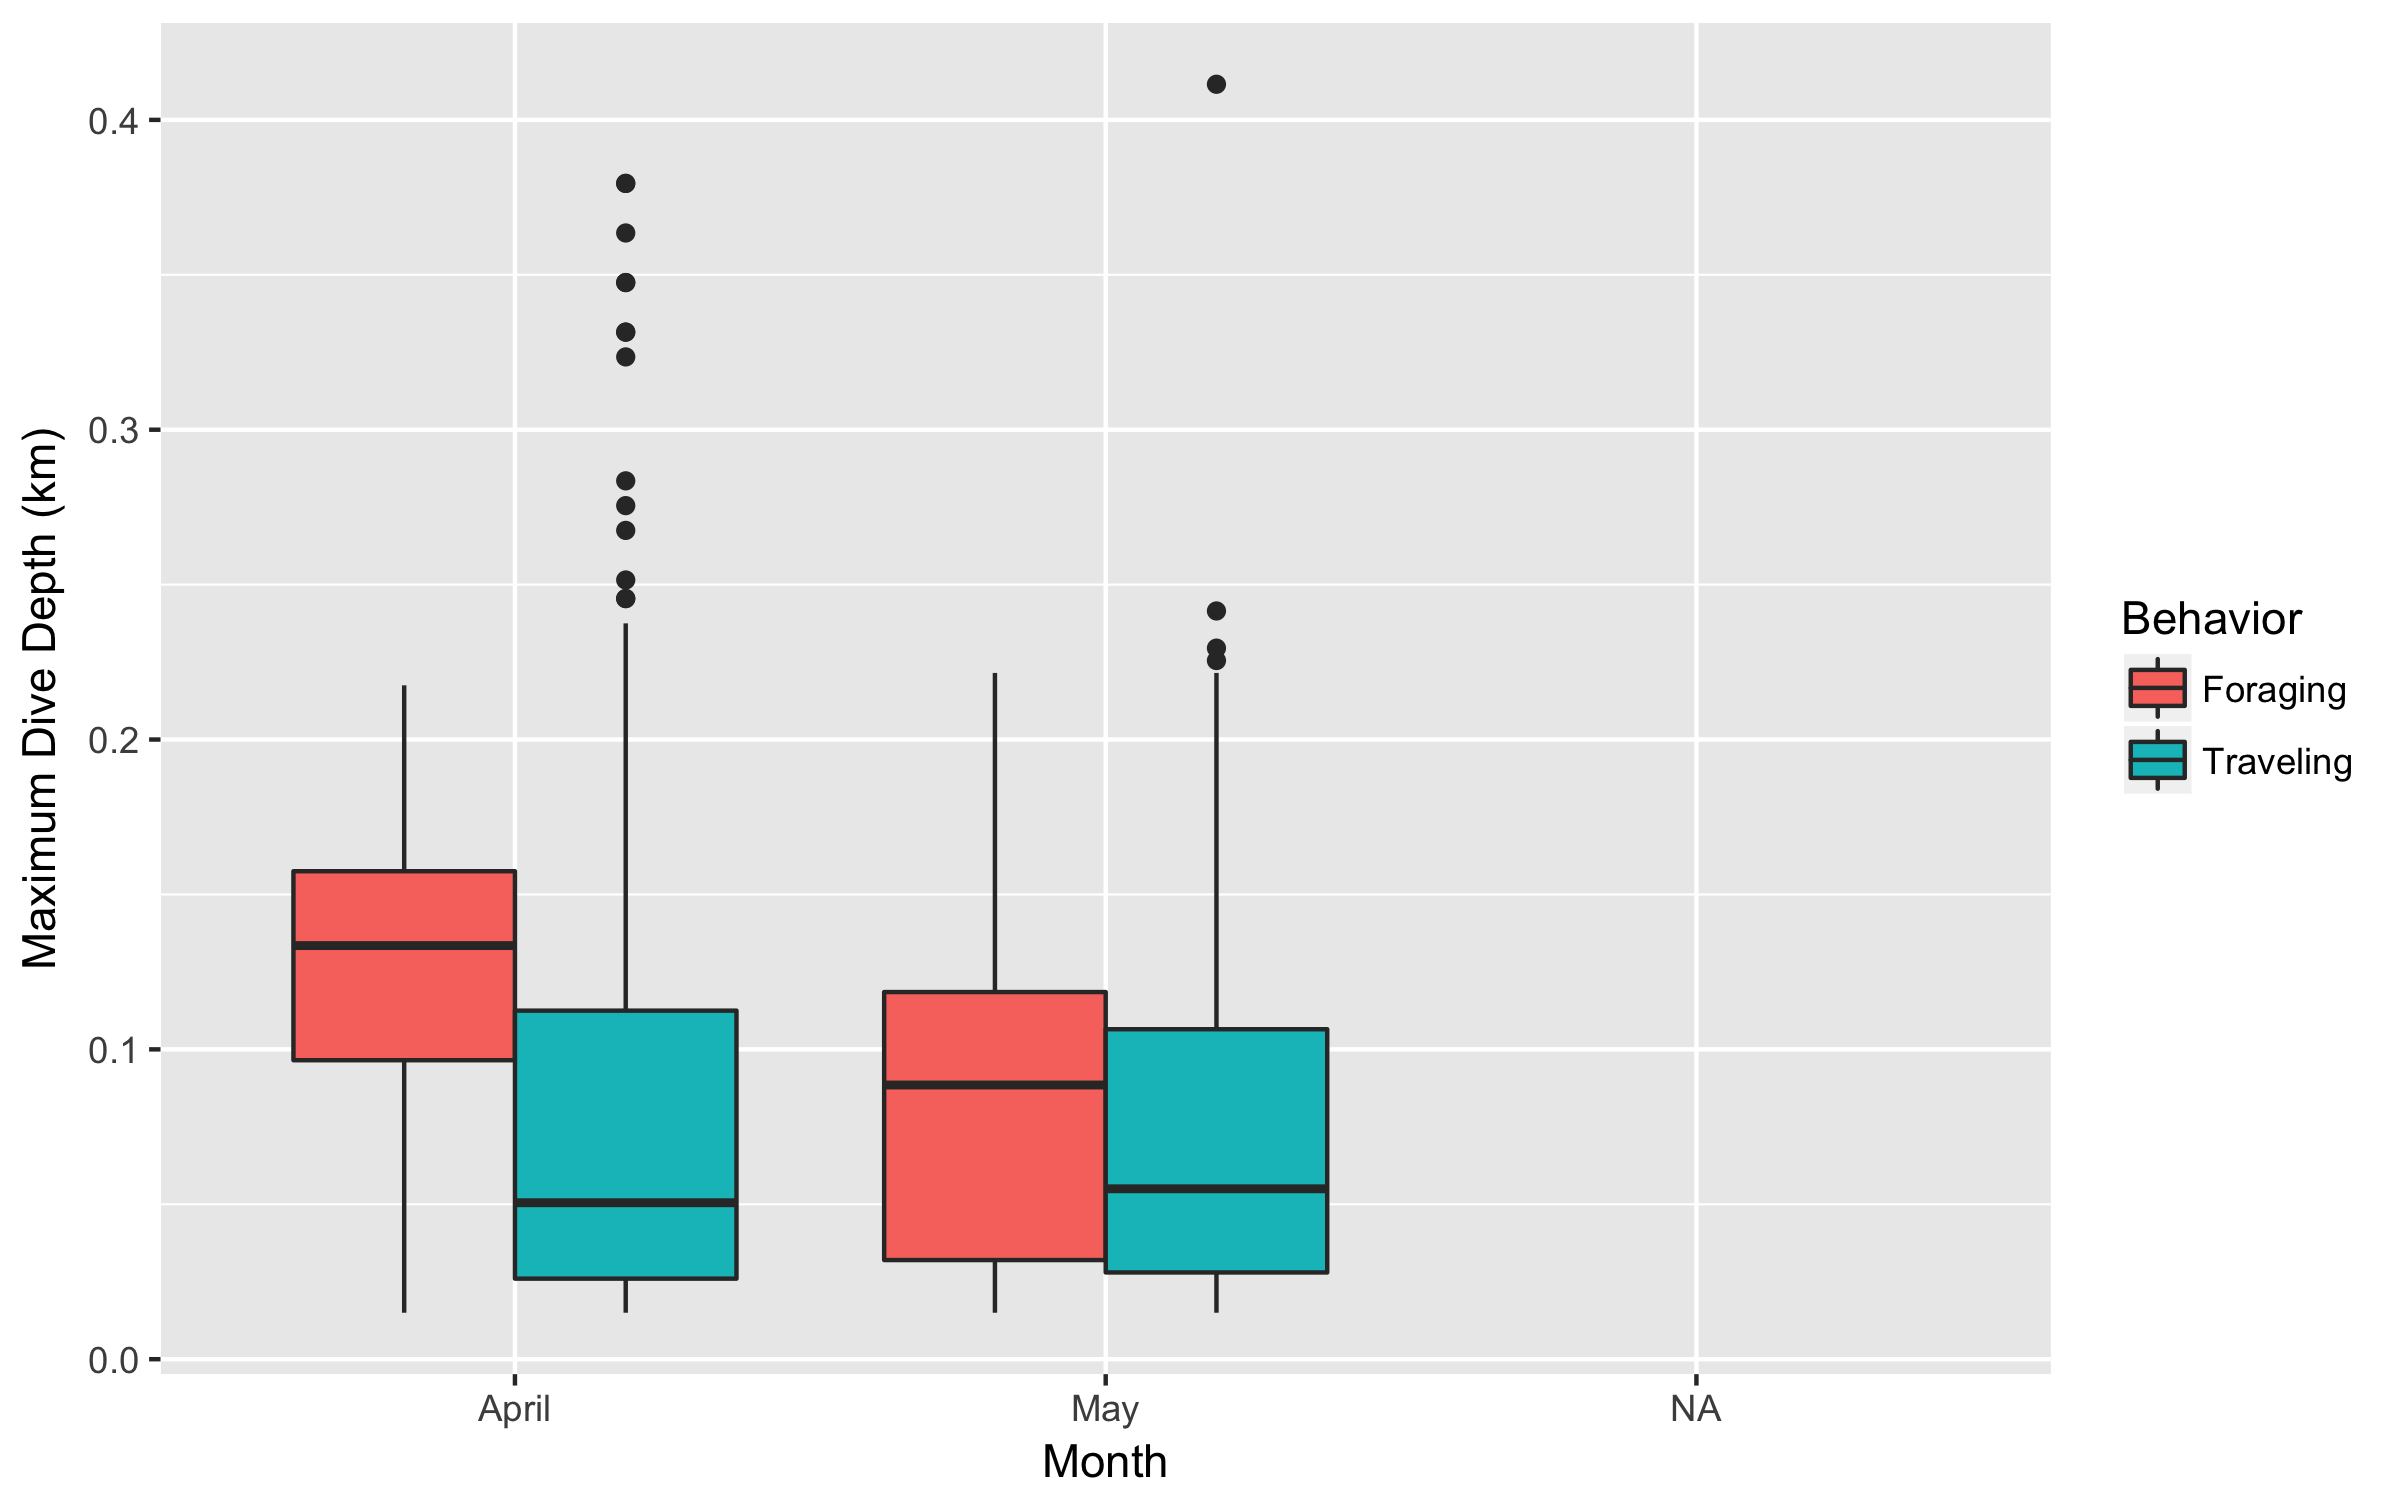 Maximum Dive Depth (km)
0.4
0.3
0.2
0.1
0.0
April
May
NA
Month
Behavior
Foraging
Traveling